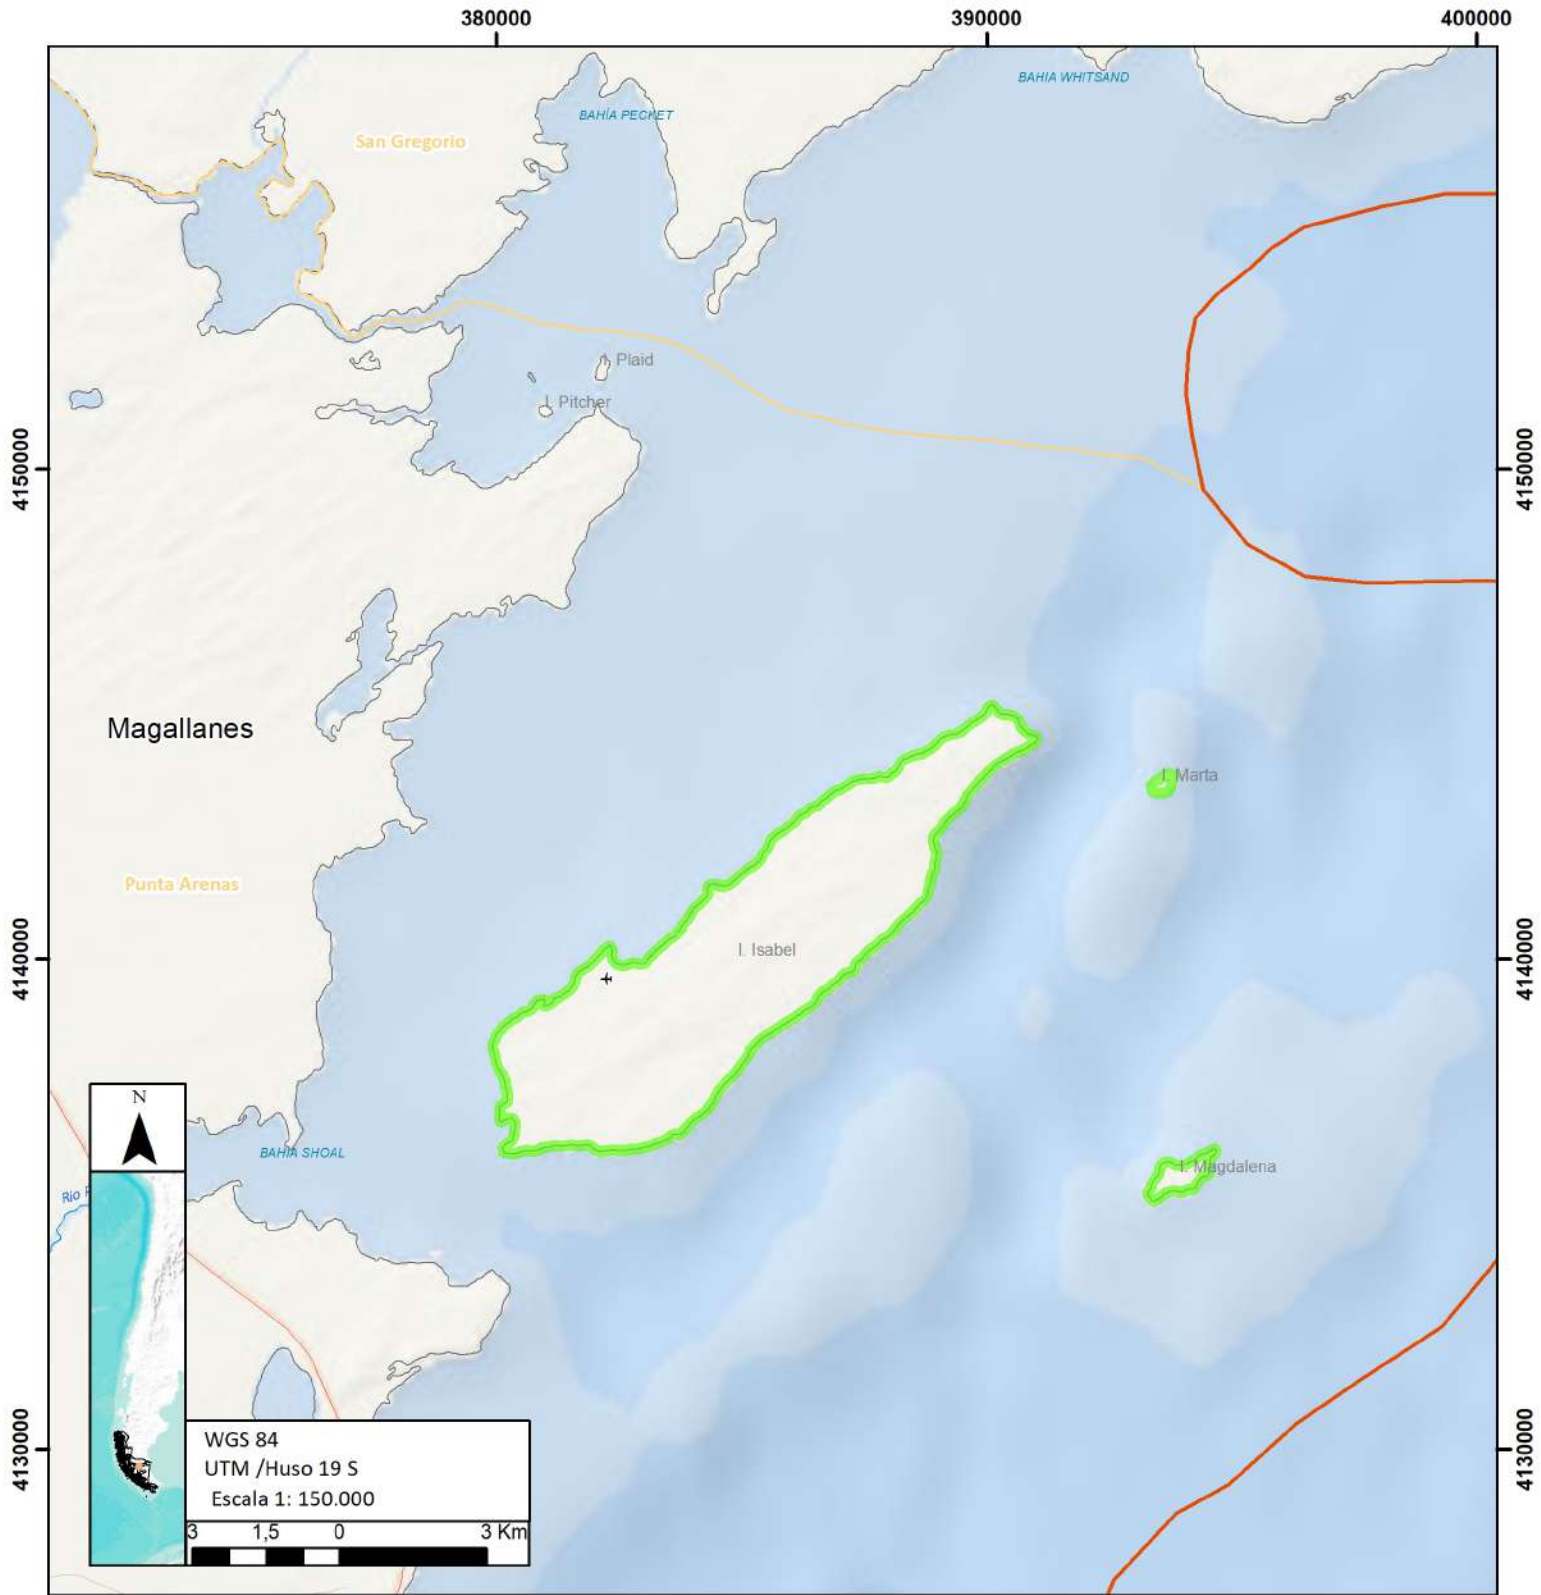 380000
390000
400000
BAHIA WHITSAND
BAHÍA PECKET
San Gregorio
I. Plaid
I. Pitcher
4150000
4150000
Magallanes
I. Marta
Punta Arenas
I. Isabel
4140000
4140000
N
BAHÍA SHOAL
I. Magdalena
Rio
4130000
4130000
WGS 84
UTM /Huso 19 S
Escala 1: 150.000
3 1,5 0 3 Km